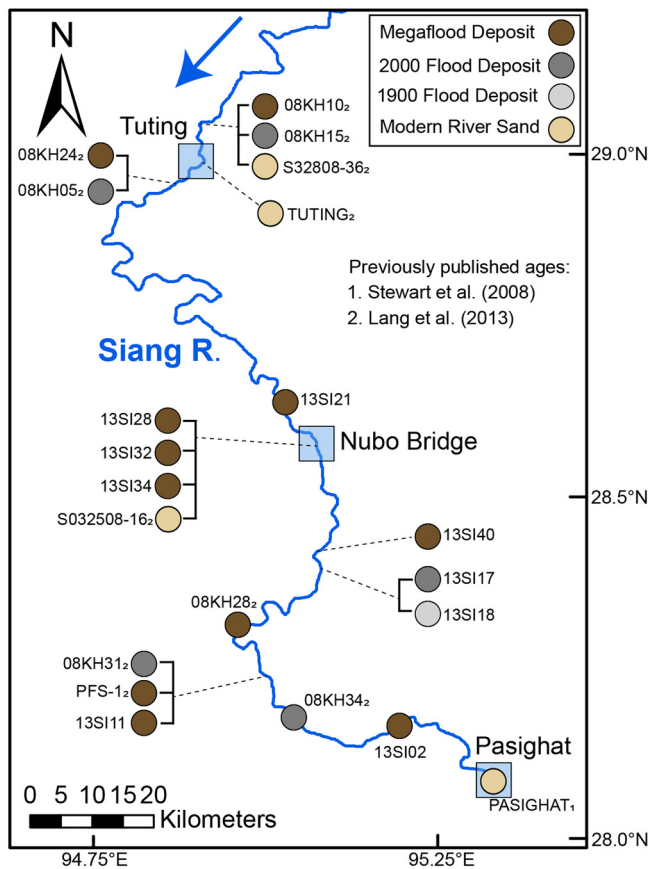 N
Megaflood Deposit
2000 Flood Deposit
1900 Flood Deposit
Modern River Sand
Tuting
08KH10₂
08KH15₂
S32808-36₂
08KH24₂
08KH05₂
TUTING₂
29.0°N
Previously published ages:
1. Stewart et al. (2008)
2. Lang et al. (2013)
Siang R.
13SI21
13SI28
13SI32
13SI34
S032508-16₂
Nubo Bridge
28.5°N
13SI40
13SI17
13SI18
08KH28₂
08KH31₂
PFS-1₂
13SI11
08KH34₂
13SI02
Pasighat
PASIGHAT₁
0 5 10 15 20
Kilometers
28.0°N
94.75°E
95.25°E